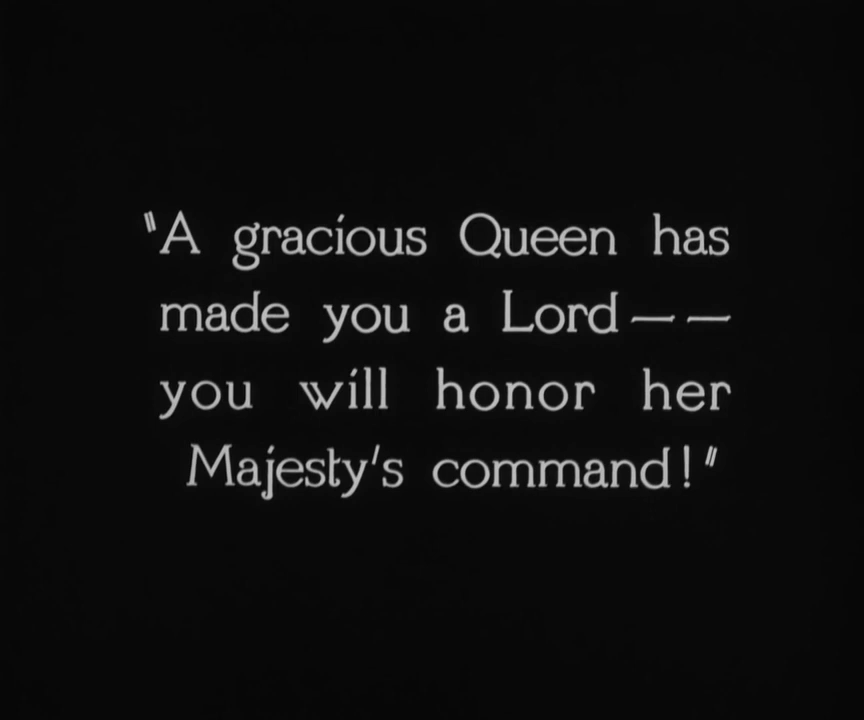 "A gracious Queen has
made you a Lord — —
you will honor her
Majesty's command!"